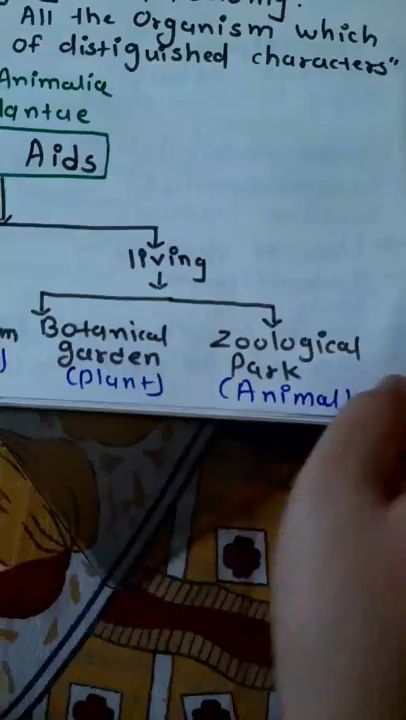 All the Organism which
of distiguished characters"
Animalia
lantae
Aids
living
Botanical
garden
(plant)
Zoological
Park
(Animal)